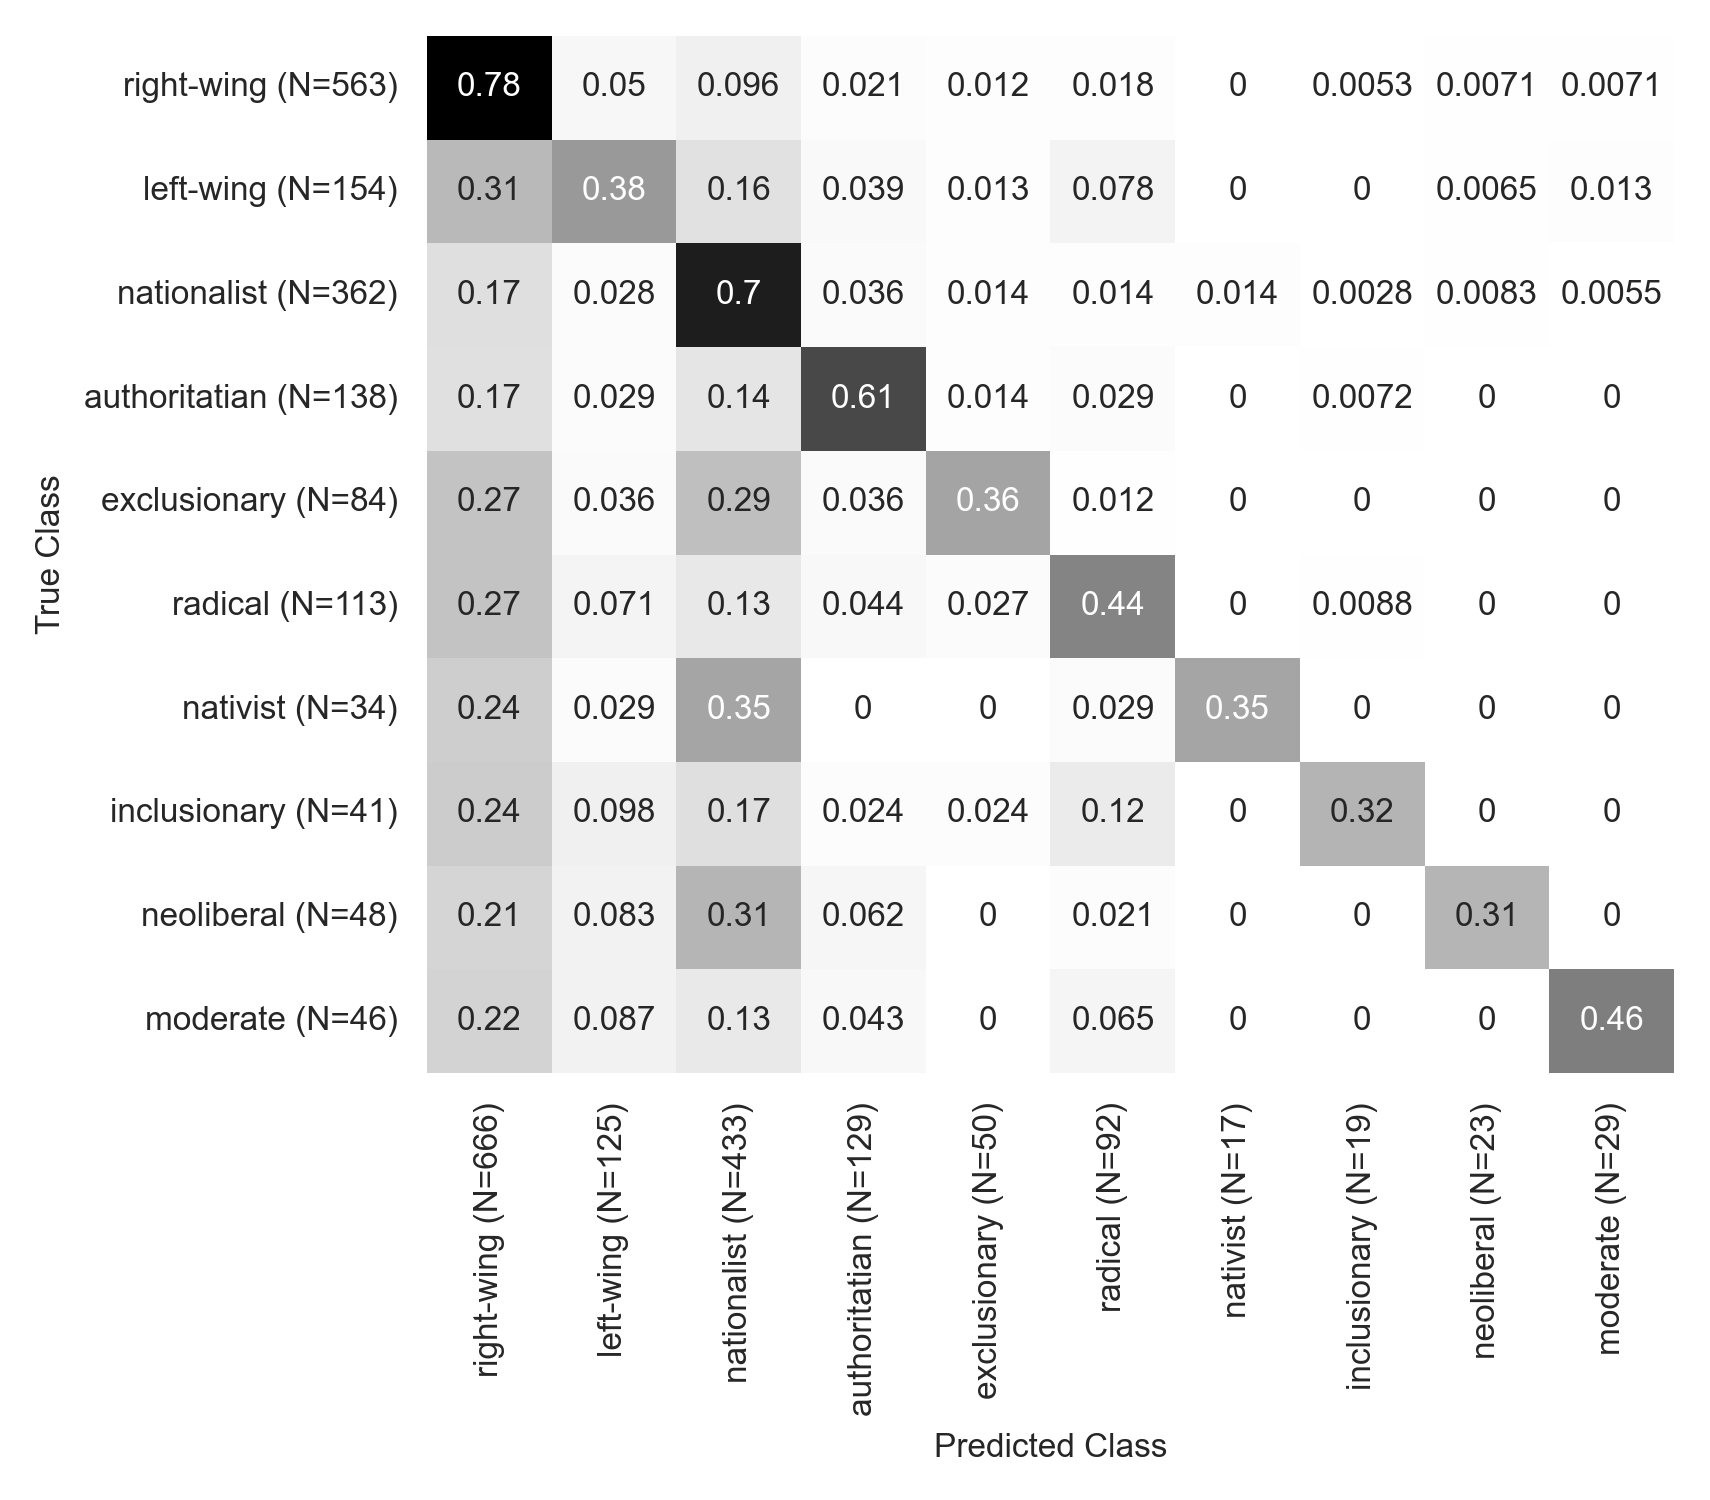 right-wing (N=563) 0.78 0.05 0.096 0.021 0.012 0.018 0 0.0053 0.0071 0.0071
left-wing (N=154) 0.31 0.38 0.16 0.039 0.013 0.078 0 0 0.0065 0.013
nationalist (N=362) 0.17 0.028 0.7 0.036 0.014 0.014 0.014 0.0028 0.0083 0.0055
authoritatian (N=138) 0.17 0.029 0.14 0.61 0.014 0.029 0 0.0072 0 0
exclusionary (N=84) 0.27 0.036 0.29 0.036 0.36 0.012 0 0 0 0
radical (N=113) 0.27 0.071 0.13 0.044 0.027 0.44 0 0.0088 0 0
nativist (N=34) 0.24 0.029 0.35 0 0 0.029 0.35 0 0 0
inclusionary (N=41) 0.24 0.098 0.17 0.024 0.024 0.12 0 0.32 0 0
neoliberal (N=48) 0.21 0.083 0.31 0.062 0 0.021 0 0 0.31 0
moderate (N=46) 0.22 0.087 0.13 0.043 0 0.065 0 0 0 0.46
True Class
right-wing (N=666)
left-wing (N=125)
nationalist (N=433)
authoritatian (N=129)
exclusionary (N=50)
radical (N=92)
nativist (N=17)
inclusionary (N=19)
neoliberal (N=23)
moderate (N=29)
Predicted Class